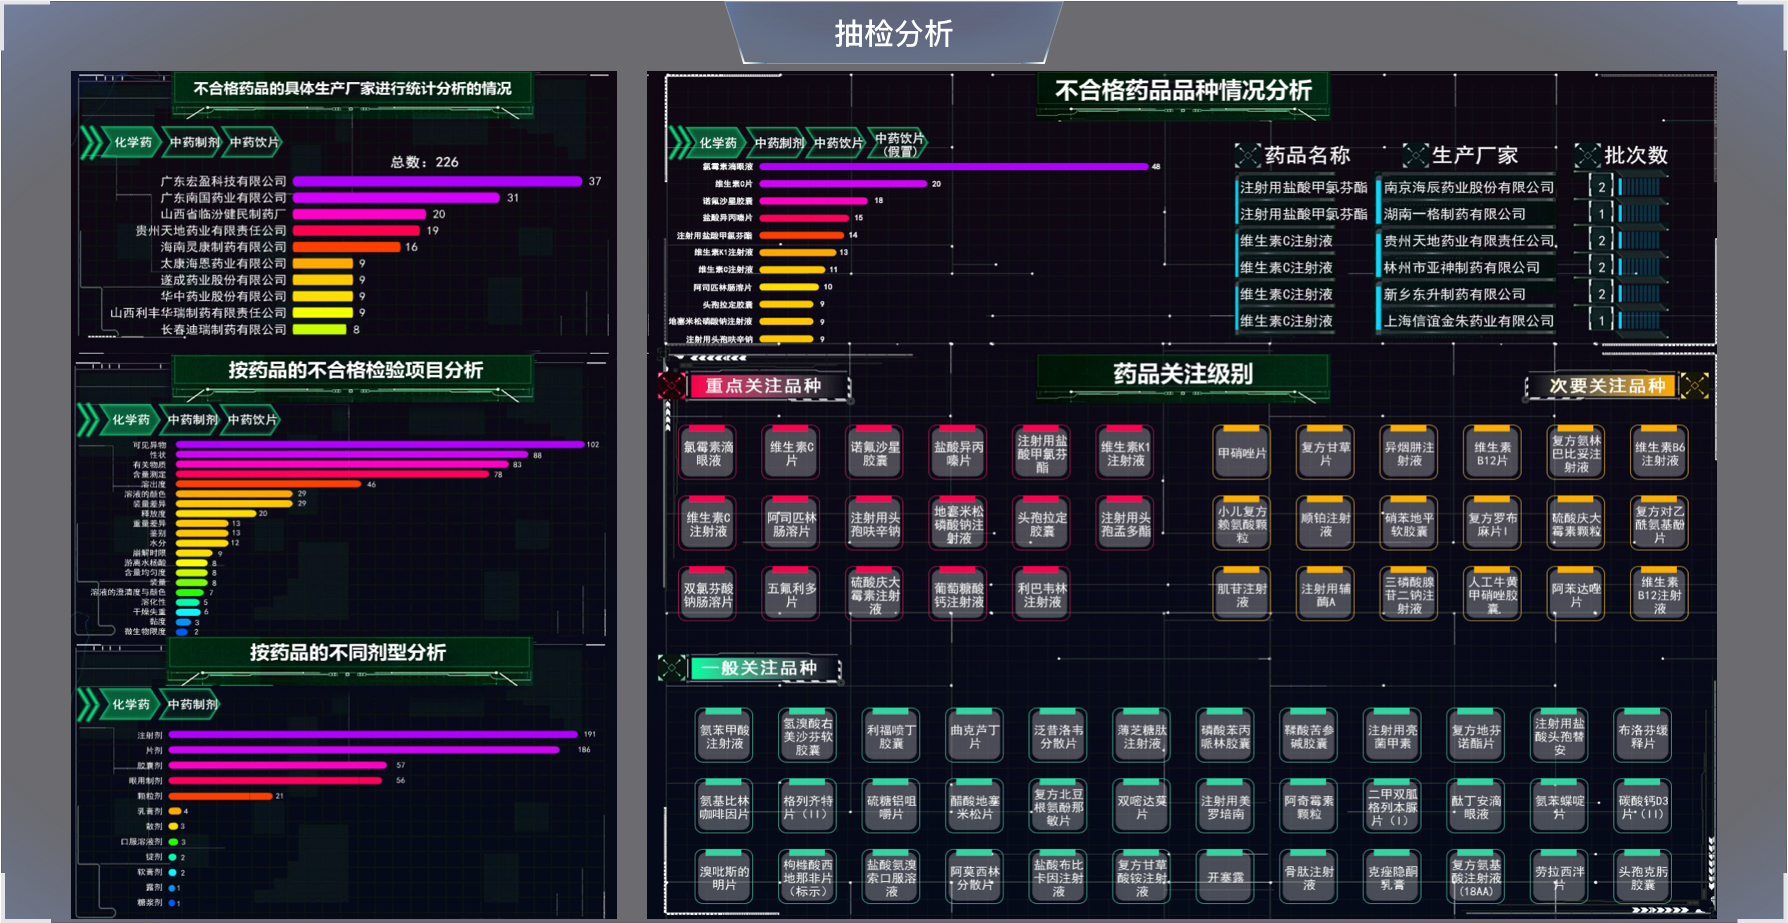 抽检分析
不合格药品的具体生产厂家进行统计分析的情况
化学药
中药制剂
中药饮片
总数：226
广东宏盈科技有限公司 37
广东南国药业有限公司 31
山西省临汾健民制药厂 20
贵州天地药业有限责任公司 19
海南灵康制药有限公司 16
太康海恩药业有限公司 9
遂成药业股份有限公司 9
华中药业股份有限公司 9
山西利丰华瑞制药有限责任公司 9
长春迪瑞制药有限公司 8
按药品的不合格检验项目分析
化学药
中药制剂
中药饮片
可见异物 102
性状 88
有关物质 83
含量测定 78
溶出度 46
溶液的颜色 29
装量差异 29
释放度 20
重量差异 13
鉴别 13
水分 12
崩解时限 9
游离水杨酸 8
含量均匀度 8
装量 8
溶液的澄清度与颜色 7
溶化性 5
干燥失重 6
黏度 3
微生物限度 2
按药品的不同剂型分析
化学药
中药制剂
注射剂 191
片剂 186
胶囊剂 57
眼用制剂 56
颗粒剂 21
乳膏剂 4
散剂 3
口服溶液剂 3
锭剂 2
软膏剂 2
露剂 1
糖浆剂 1
不合格药品品种情况分析
化学药
中药制剂
中药饮片
中药饮片
(假冒)
氯霉素滴眼液 48
维生素C片 20
诺氟沙星胶囊 18
盐酸异丙嗪片 15
注射用盐酸甲氯芬酯 14
维生素K1注射液 13
维生素C注射液 11
阿司匹林肠溶片 10
头孢拉定胶囊 9
地塞米松磷酸钠注射液 9
注射用头孢呋辛钠 9
药品名称 生产厂家 批次数
注射用盐酸甲氯芬酯 南京海辰药业股份有限公司 2
注射用盐酸甲氯芬酯 湖南一格制药有限公司 1
维生素C注射液 贵州天地药业有限责任公司 2
维生素C注射液 林州市亚神制药有限公司 2
维生素C注射液 新乡东升制药有限公司 2
维生素C注射液 上海信谊金朱药业有限公司 1
药品关注级别
重点关注品种
氯霉素滴
眼液
维生素C
片
诺氟沙星
胶囊
盐酸异丙
嗪片
注射用盐
酸甲氯芬
酯
维生素K1
注射液
维生素C
注射液
阿司匹林
肠溶片
注射用头
孢呋辛钠
地塞米松
磷酸钠注
射液
头孢拉定
胶囊
注射用头
孢孟多酯
双氯芬酸
钠肠溶片
五氟利多
片
硫酸庆大
霉素注射
液
葡萄糖酸
钙注射液
利巴韦林
注射液
次要关注品种
甲硝唑片
复方甘草
片
异烟肼注
射液
维生素
B12片
复方氨林
巴比妥注
射液
维生素B6
注射液
小儿复方
赖氨酸颗
粒
顺铂注射
液
硝苯地平
软胶囊
复方罗布
麻片I
硫酸庆大
霉素颗粒
复方对乙
酰氨基酚
片
肌苷注射
液
注射用辅
酶A
三磷酸腺
苷二钠注
射液
人工牛黄
甲硝唑胶
囊
阿苯达唑
片
维生素
B12注射
液
一般关注品种
氨苯甲酸
注射液
氢溴酸右
美沙芬软
胶囊
利福喷丁
胶囊
曲克芦丁
片
泛昔洛韦
分散片
薄芝糖肽
注射液
磷酸苯丙
哌林胶囊
鞣酸苦参
碱胶囊
注射用亮
菌甲素
复方地芬
诺酯片
注射用盐
酸头孢替
安
布洛芬缓
释片
氨基比林
咖啡因片
格列齐特
片（II）
硫糖铝咀
嚼片
醋酸地塞
米松片
复方北豆
根氨酚那
敏片
双嘧达莫
片
注射用美
罗培南
阿奇霉素
颗粒
二甲双胍
格列本脲
片（I）
酞丁安滴
眼液
氨苯蝶啶
片
碳酸钙D3
片（II）
溴吡斯的
明片
枸橼酸西
地那非片
（标示）
盐酸氨溴
索口服溶
液
阿莫西林
分散片
盐酸布比
卡因注射
液
复方甘草
酸铵注射
液
开塞露
骨肽注射
液
克痤隐酮
乳膏
复方氨基
酸注射液
(18AA)
劳拉西泮
片
头孢克肟
胶囊